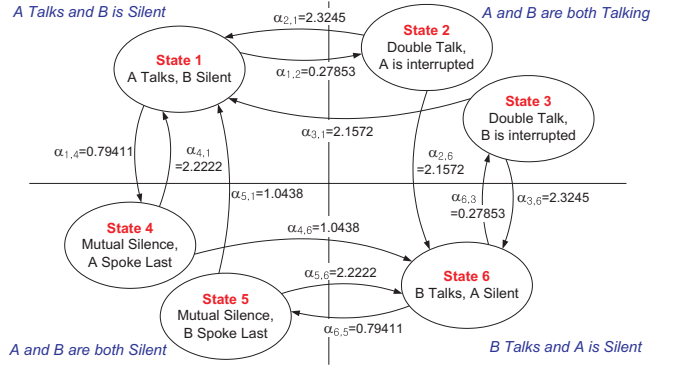 A Talks and B is Silent
α2,1=2.3245
State 2
Double Talk,
A is interrupted
A and B are both Talking
State 1
A Talks, B Silent
α1,2=0.27853
State 3
Double Talk,
B is interrupted
α3,1=2.1572
α1,4=0.79411
α4,1
=2.2222
α2,6
=2.1572
α5,1=1.0438
α6,3
=0.27853
α3,6=2.3245
State 4
Mutual Silence,
A Spoke Last
α4,6=1.0438
α5,6=2.2222
State 6
B Talks, A Silent
State 5
Mutual Silence,
B Spoke Last
α6,5=0.79411
A and B are both Silent
B Talks and A is Silent